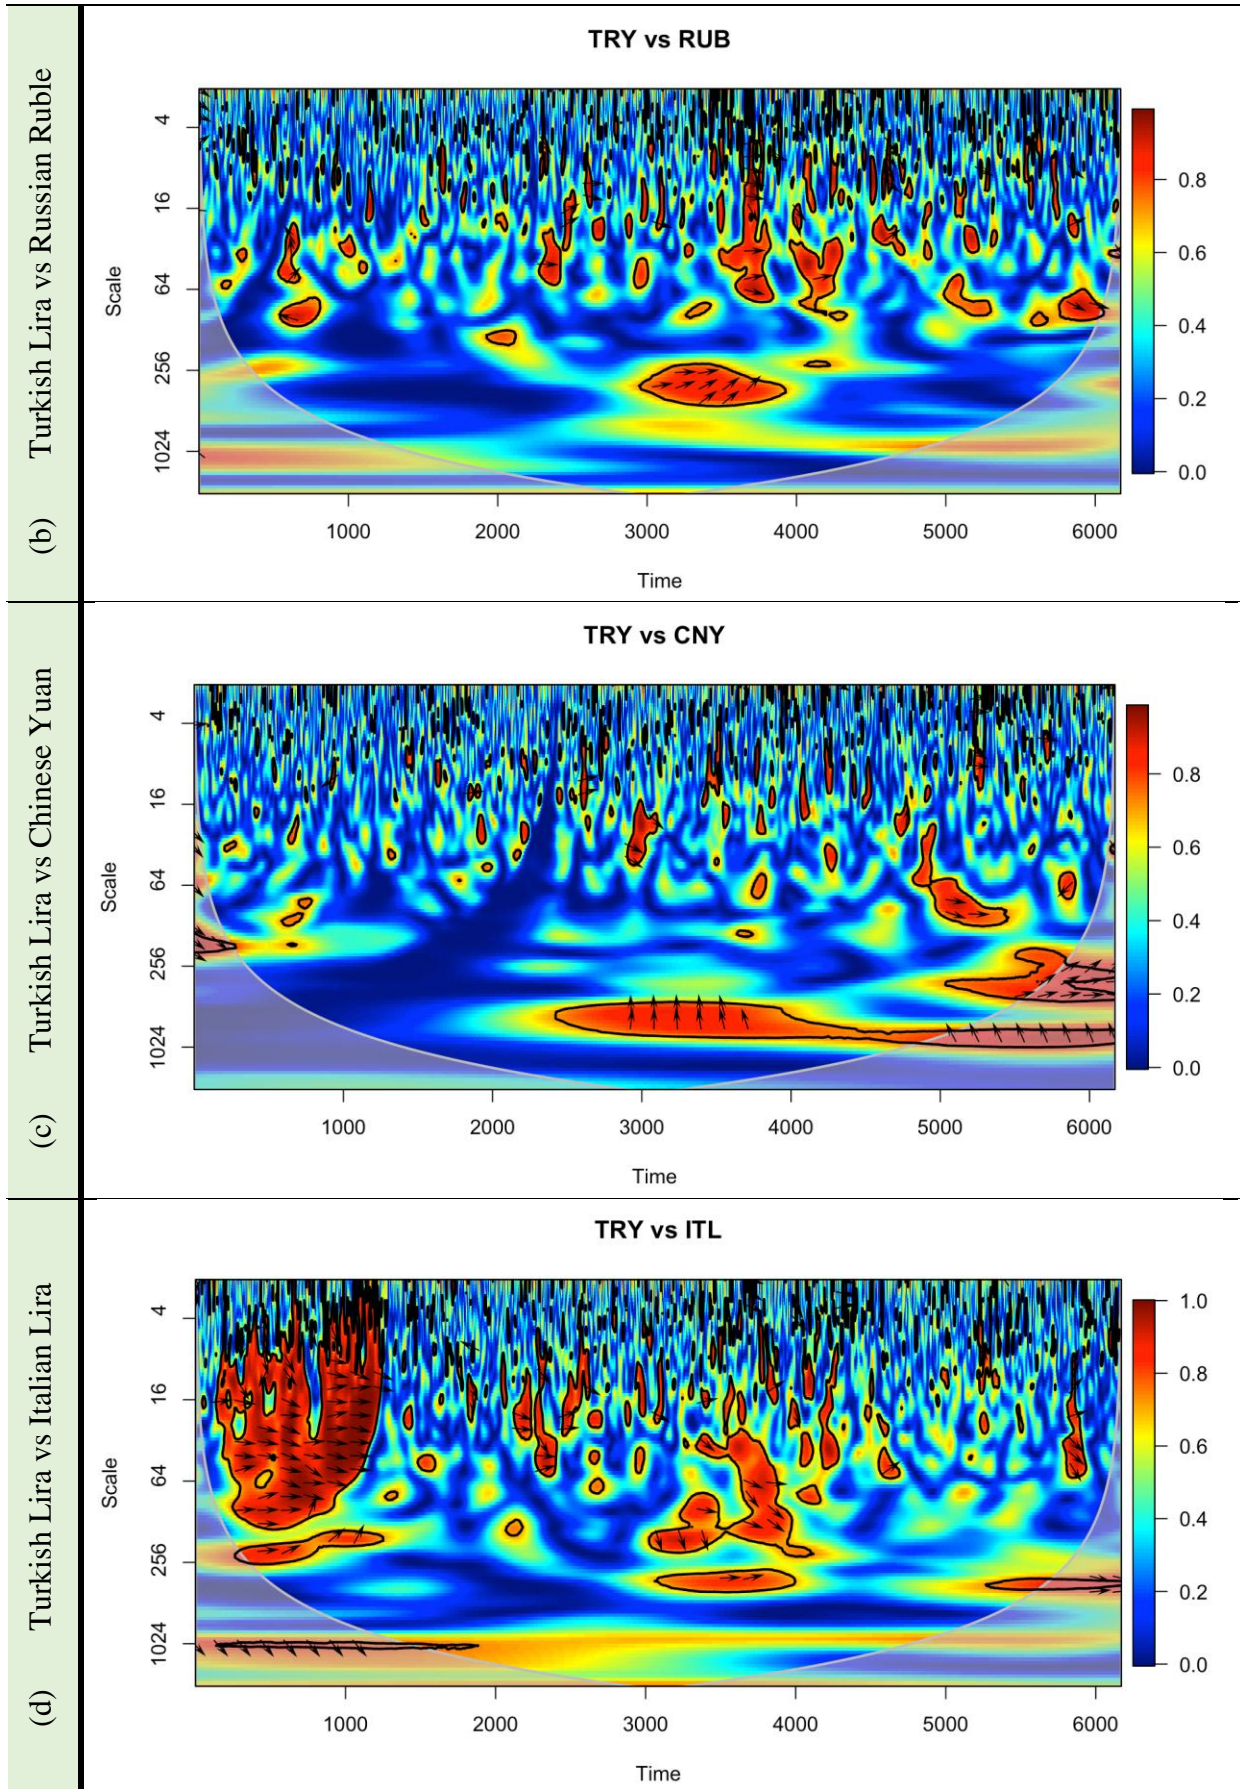 (b) Turkish Lira vs Russian Ruble
TRY vs RUB
Scale
4
16
64
256
1024
1000 2000 3000 4000 5000 6000
Time
0.8
0.6
0.4
0.2
0.0
(c) Turkish Lira vs Chinese Yuan
TRY vs CNY
Scale
4
16
64
256
1024
1000 2000 3000 4000 5000 6000
Time
0.8
0.6
0.4
0.2
0.0
(d) Turkish Lira vs Italian Lira
TRY vs ITL
Scale
4
16
64
256
1024
1000 2000 3000 4000 5000 6000
Time
1.0
0.8
0.6
0.4
0.2
0.0